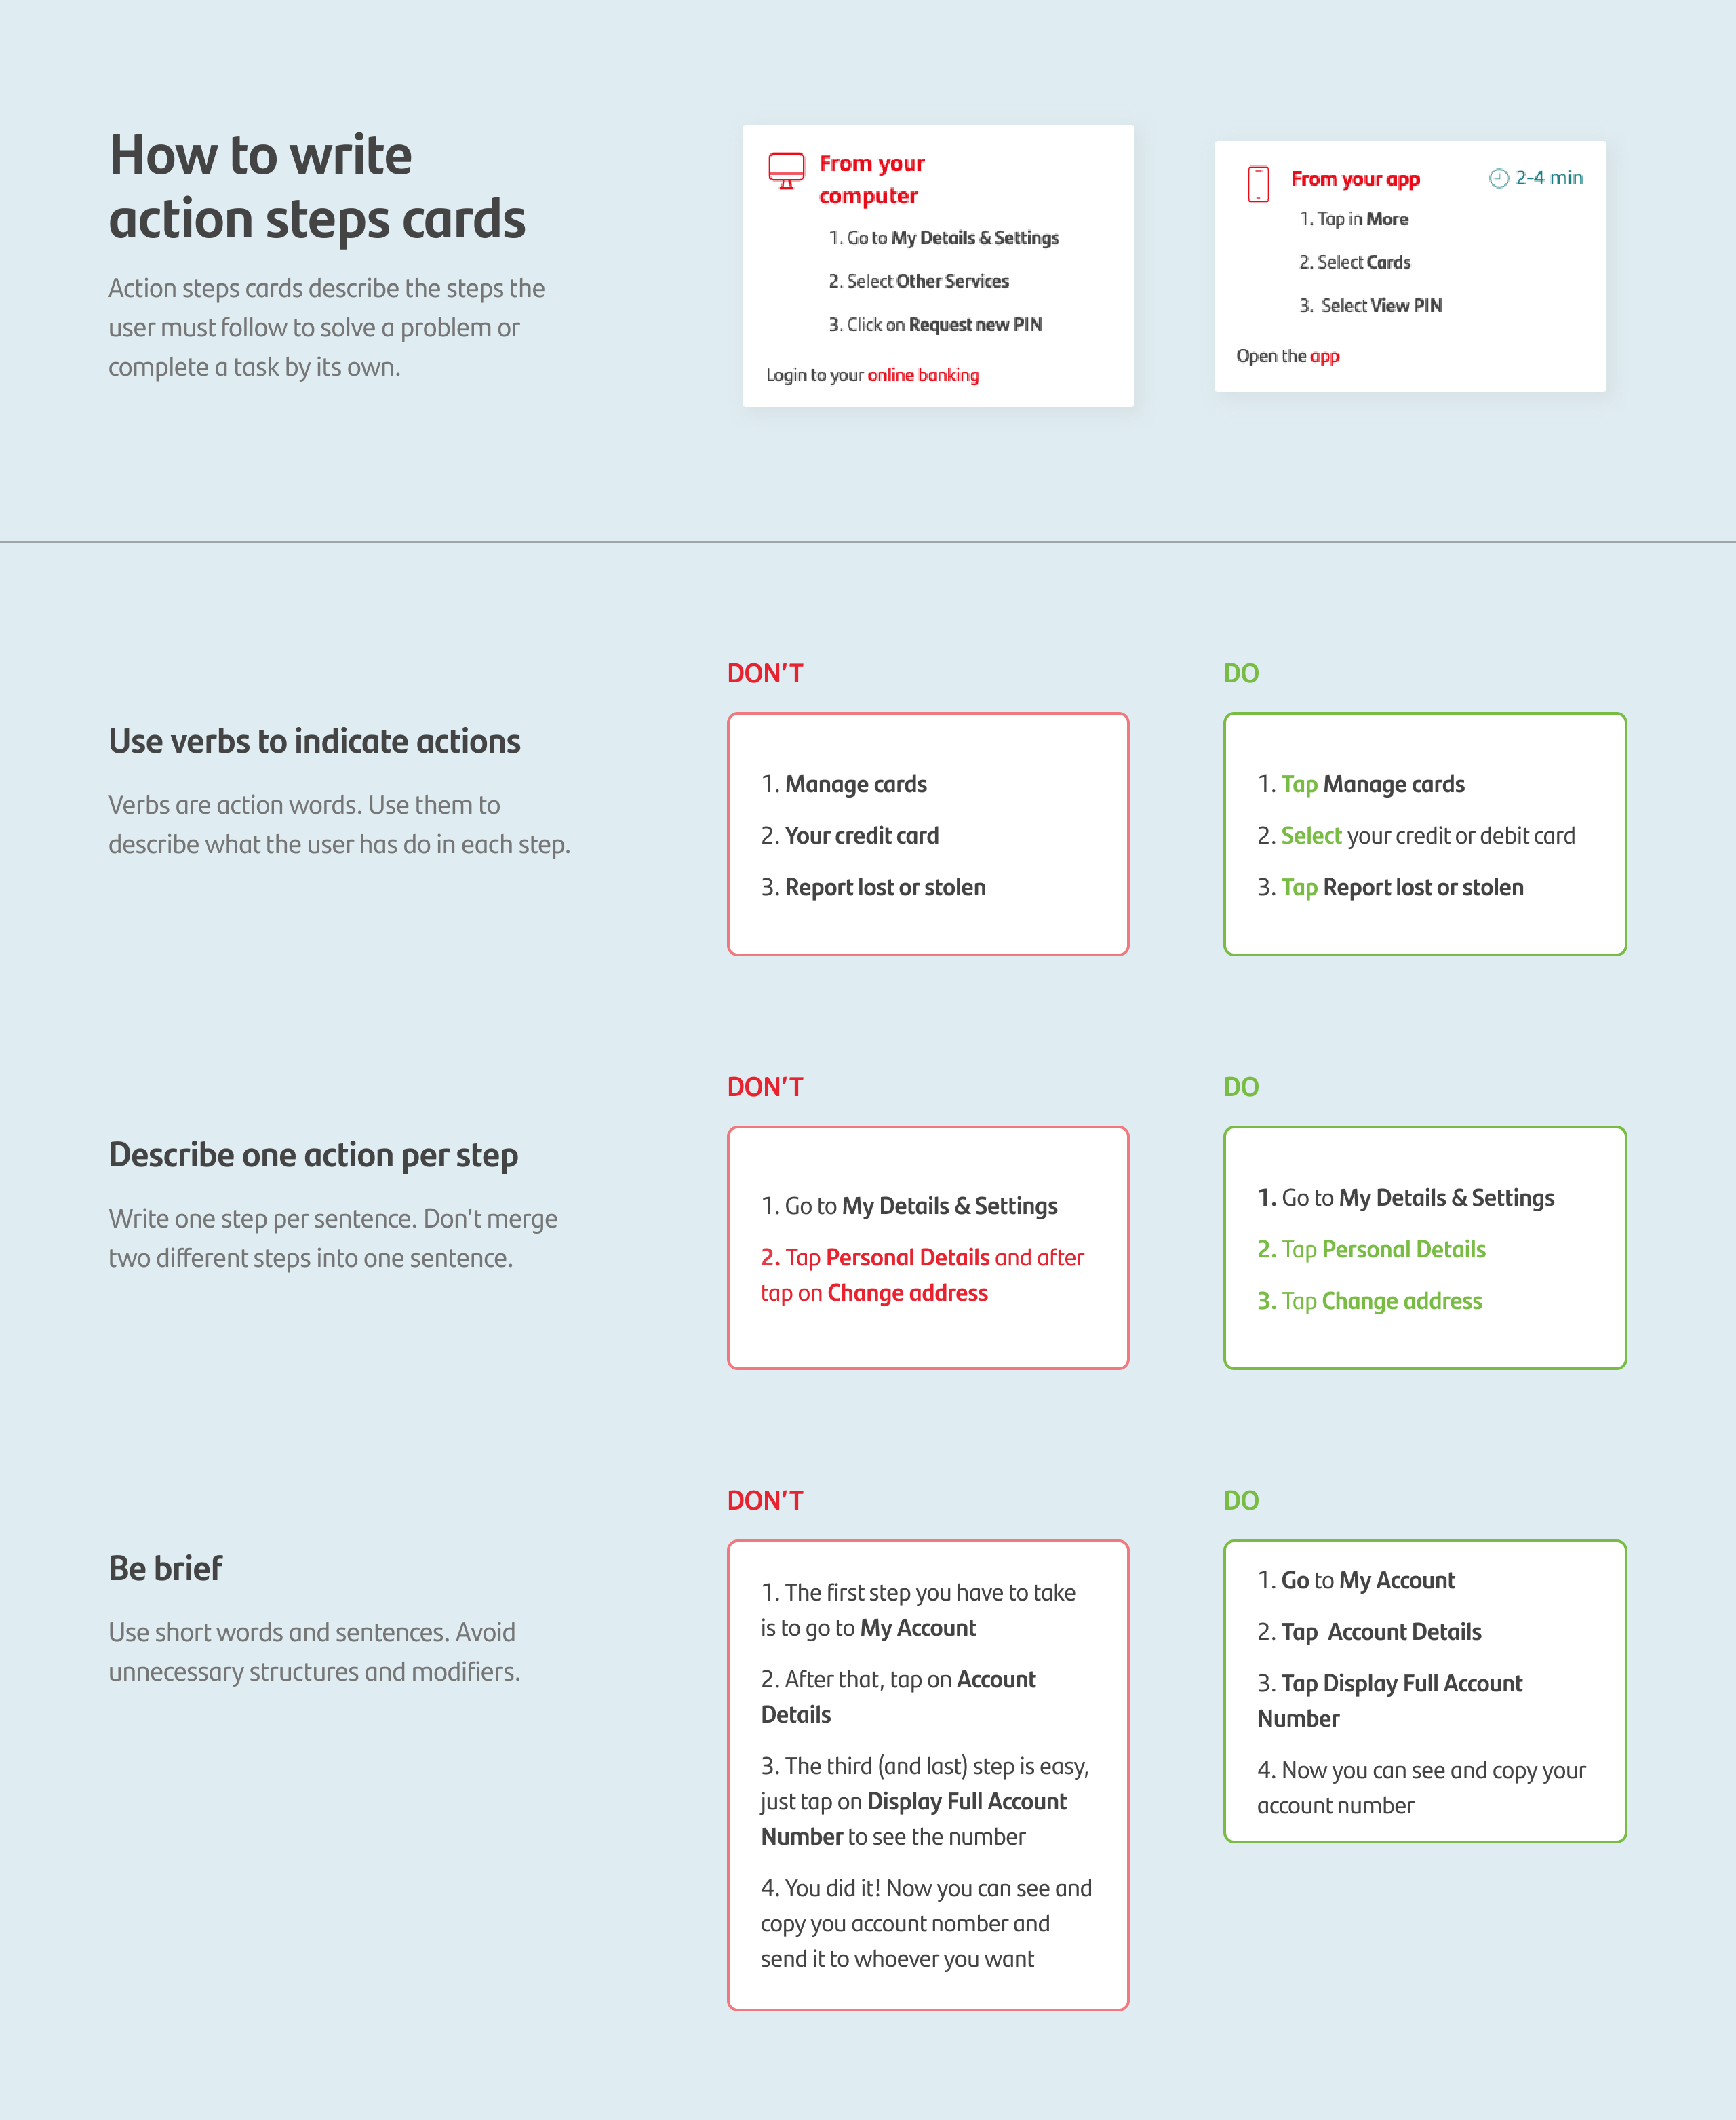 How to write
action steps cards
Action steps cards describe the steps the
user must follow to solve a problem or
complete a task by its own.
From your
computer
1. Go to My Details & Settings
2. Select Other Services
3. Click on Request new PIN
Login to your online banking
From your app
2-4 min
1. Tap in More
2. Select Cards
3. Select View PIN
Open the app
Use verbs to indicate actions
Verbs are action words. Use them to
describe what the user has do in each step.
DON'T
1. Manage cards
2. Your credit card
3. Report lost or stolen
DO
1. Tap Manage cards
2. Select your credit or debit card
3. Tap Report lost or stolen
Describe one action per step
Write one step per sentence. Don't merge
two different steps into one sentence.
DON'T
1. Go to My Details & Settings
2. Tap Personal Details and after
tap on Change address
DO
1. Go to My Details & Settings
2. Tap Personal Details
3. Tap Change address
Be brief
Use short words and sentences. Avoid
unnecessary structures and modifiers.
DON'T
1. The first step you have to take
is to go to My Account
2. After that, tap on Account
Details
3. The third (and last) step is easy,
just tap on Display Full Account
Number to see the number
4. You did it! Now you can see and
copy you account nomber and
send it to whoever you want
DO
1. Go to My Account
2. Tap Account Details
3. Tap Display Full Account
Number
4. Now you can see and copy your
account number